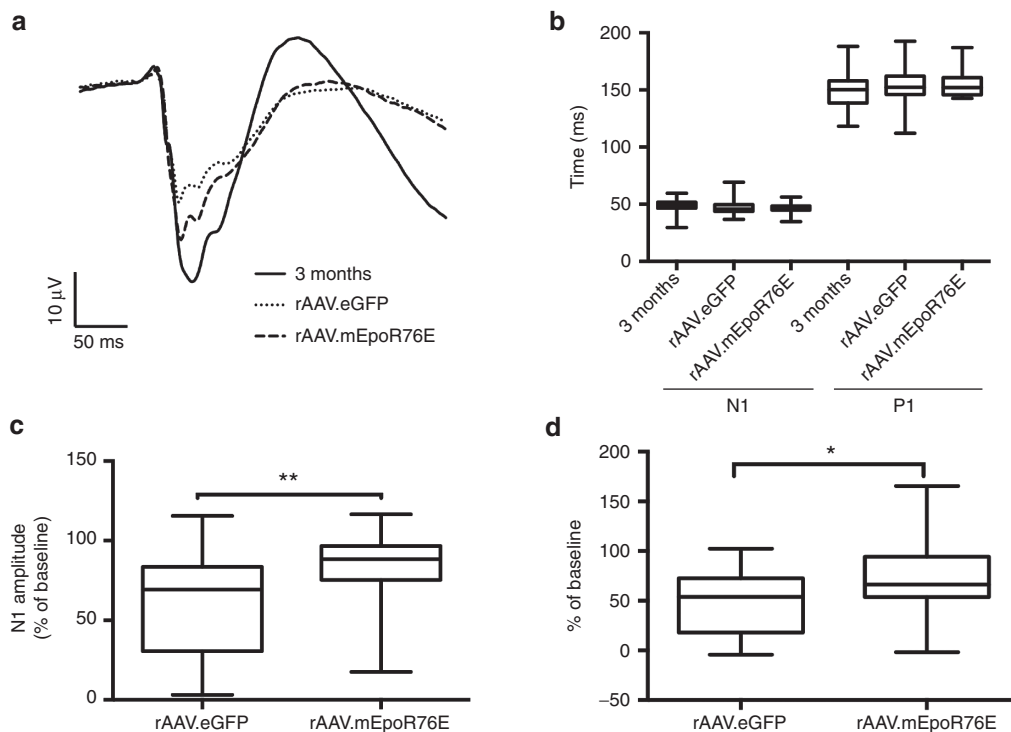 a
10 μV
50 ms
3 months
rAAV.eGFP
rAAV.mEpoR76E
b
Time (ms)
200
150
100
50
0
3 months
rAAV.eGFP
rAAV.mEpoR76E
3 months
rAAV.eGFP
rAAV.mEpoR76E
N1
P1
c
N1 amplitude
(% of baseline)
150
100
50
0
**
rAAV.eGFP
rAAV.mEpoR76E
d
% of baseline
200
150
100
50
0
–50
*
rAAV.eGFP
rAAV.mEpoR76E